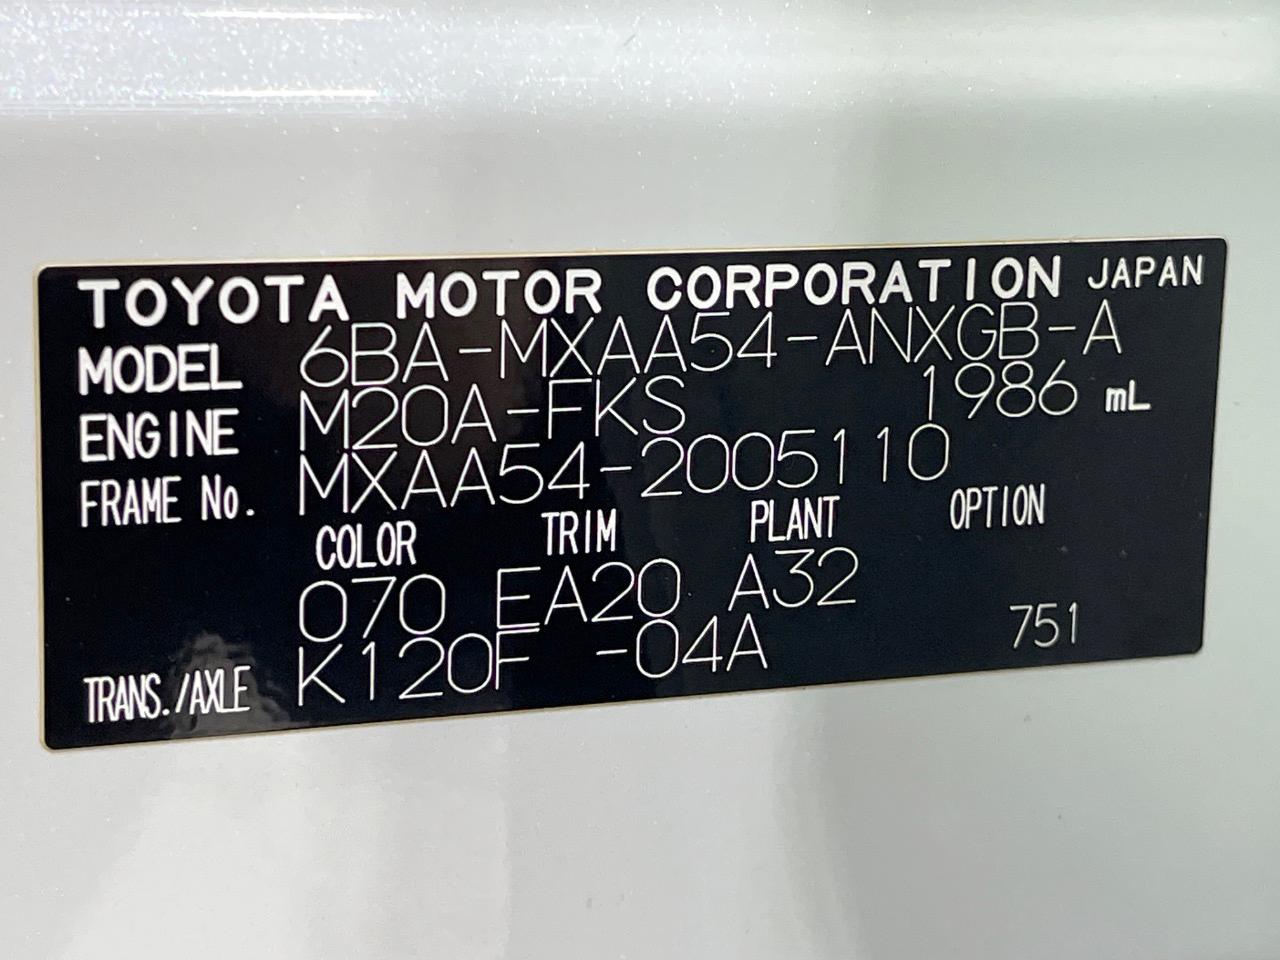 TOYOTA MOTOR CORPORATION JAPAN
MODEL 6BA-MXAA54-ANXGB-A
ENGINE M20A-FKS 1986 mL
FRAME No. MXAA54-2005110
COLOR TRIM PLANT OPTION
070 EA20 A32
TRANS./AXLE K120F -04A 751